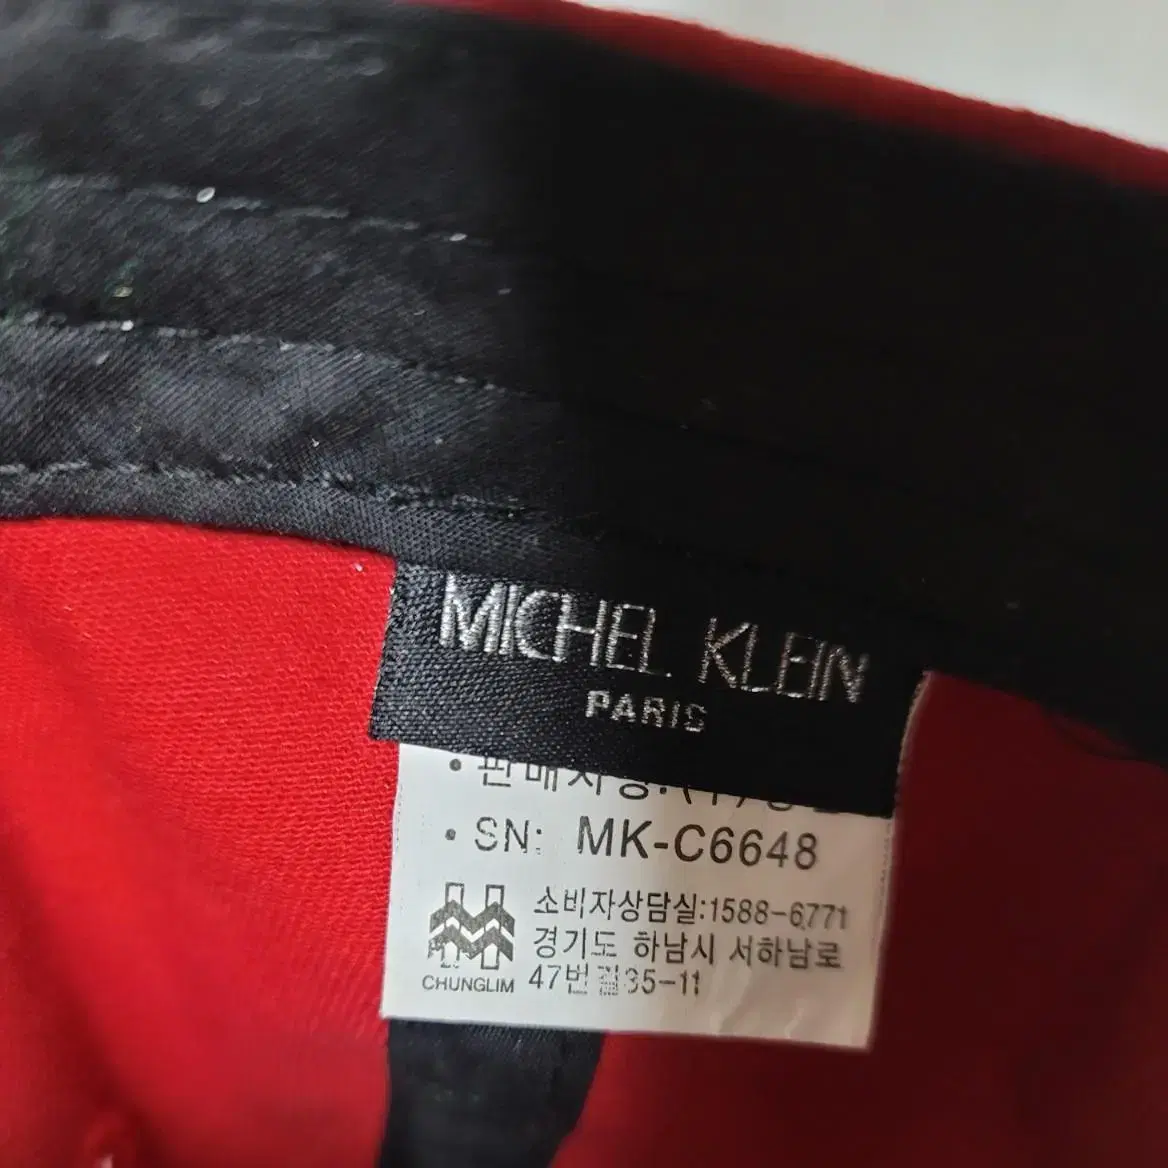 MICHEL KLEIN
PARIS
• SN: MK-C6648
소비자상담실:1588-6771
경기도 하남시 서하남로
CHUNGLIM 47번길35-11